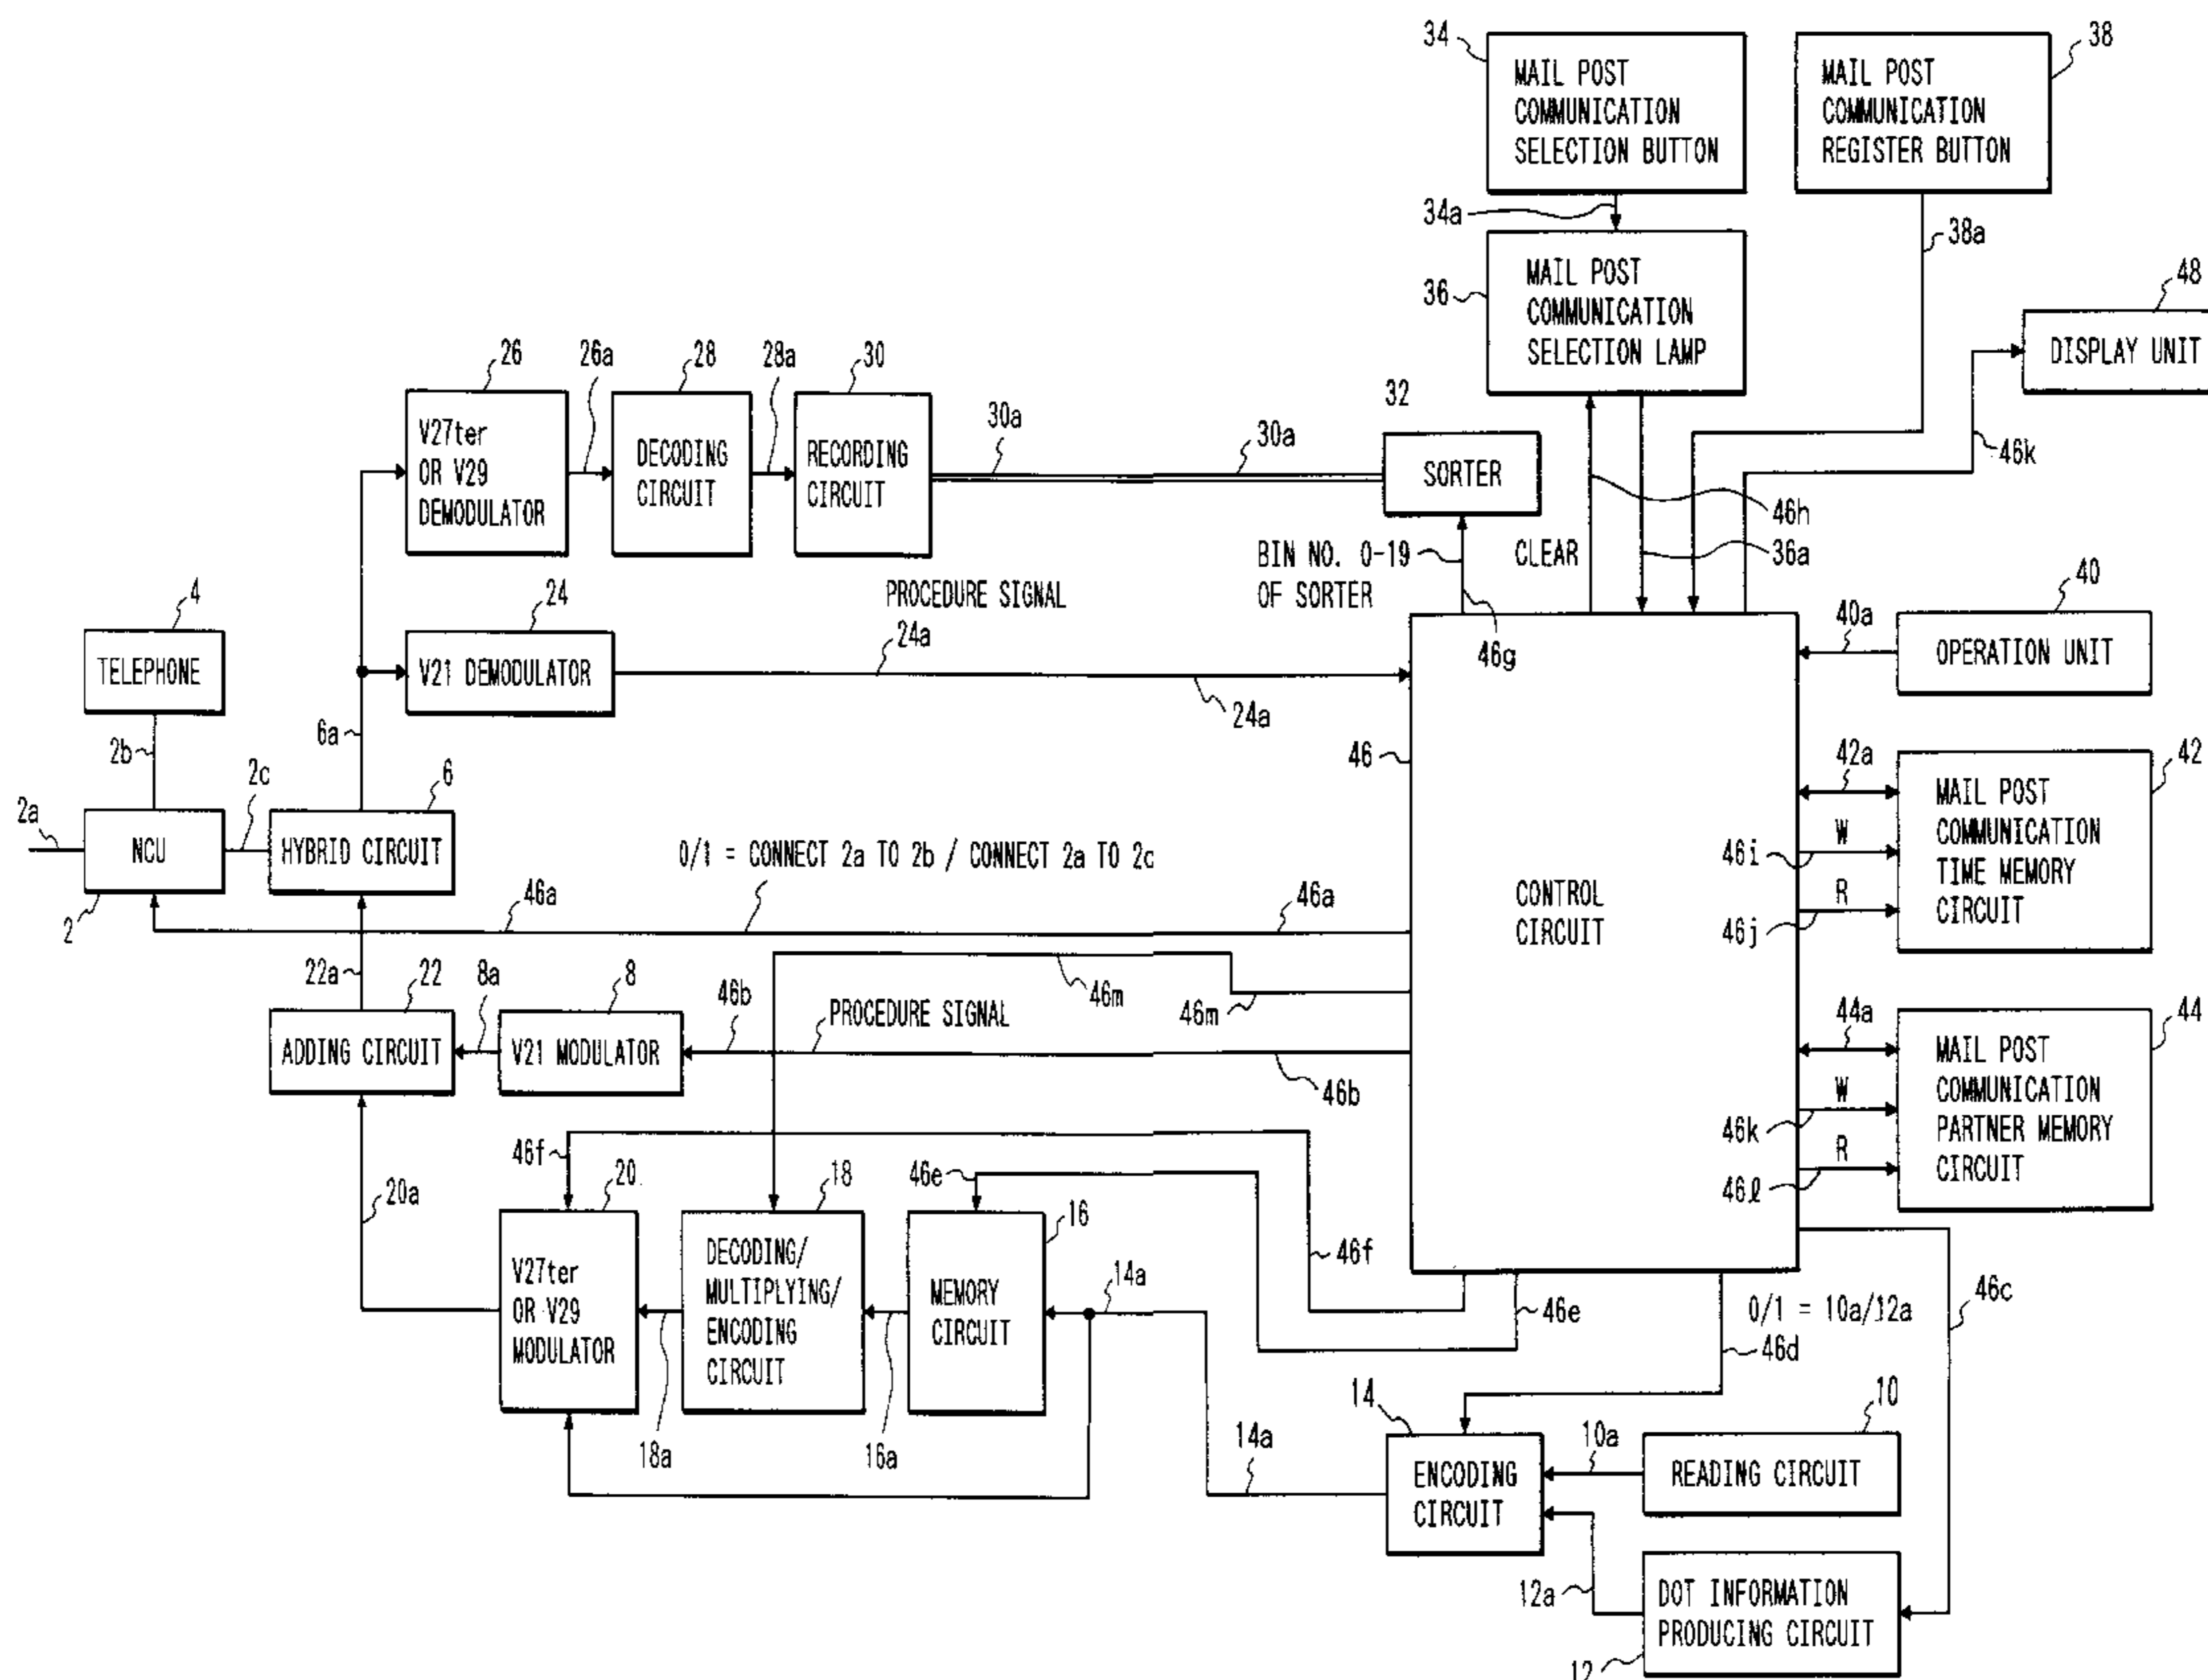 34
MAIL POST
COMMUNICATION
SELECTION BUTTON
38
MAIL POST
COMMUNICATION
REGISTER BUTTON
34a
38a
36
MAIL POST
COMMUNICATION
SELECTION LAMP
48
DISPLAY UNIT
46k
26
V27ter
OR V29
DEMODULATOR
26a
28
DECODING
CIRCUIT
28a
30
RECORDING
CIRCUIT
30a
30a
32
SORTER
46h
36a
CLEAR
BIN NO. 0-19
OF SORTER
46g
4
TELEPHONE
24
V21 DEMODULATOR
PROCEDURE SIGNAL
24a
24a
40
40a
OPERATION UNIT
2b
6a
2a
NCU
2
2c
6
HYBRID CIRCUIT
0/1 = CONNECT 2a TO 2b / CONNECT 2a TO 2c
46a
46a
46
CONTROL
CIRCUIT
42
42a
W
46i
R
46j
MAIL POST
COMMUNICATION
TIME MEMORY
CIRCUIT
22a
22
ADDING CIRCUIT
8a
8
V21 MODULATOR
46b
PROCEDURE SIGNAL
46m
46m
46b
44
44a
W
46k
R
46ℓ
MAIL POST
COMMUNICATION
PARTNER MEMORY
CIRCUIT
20a
46f
20
V27ter
OR V29
MODULATOR
18
DECODING/
MULTIPLYING/
ENCODING
CIRCUIT
18a
46e
16
MEMORY
CIRCUIT
16a
14a
46f
46e
0/1 = 10a/12a
46d
46c
14
ENCODING
CIRCUIT
14a
10
10a
READING CIRCUIT
12a
DOT INFORMATION
PRODUCING CIRCUIT
12